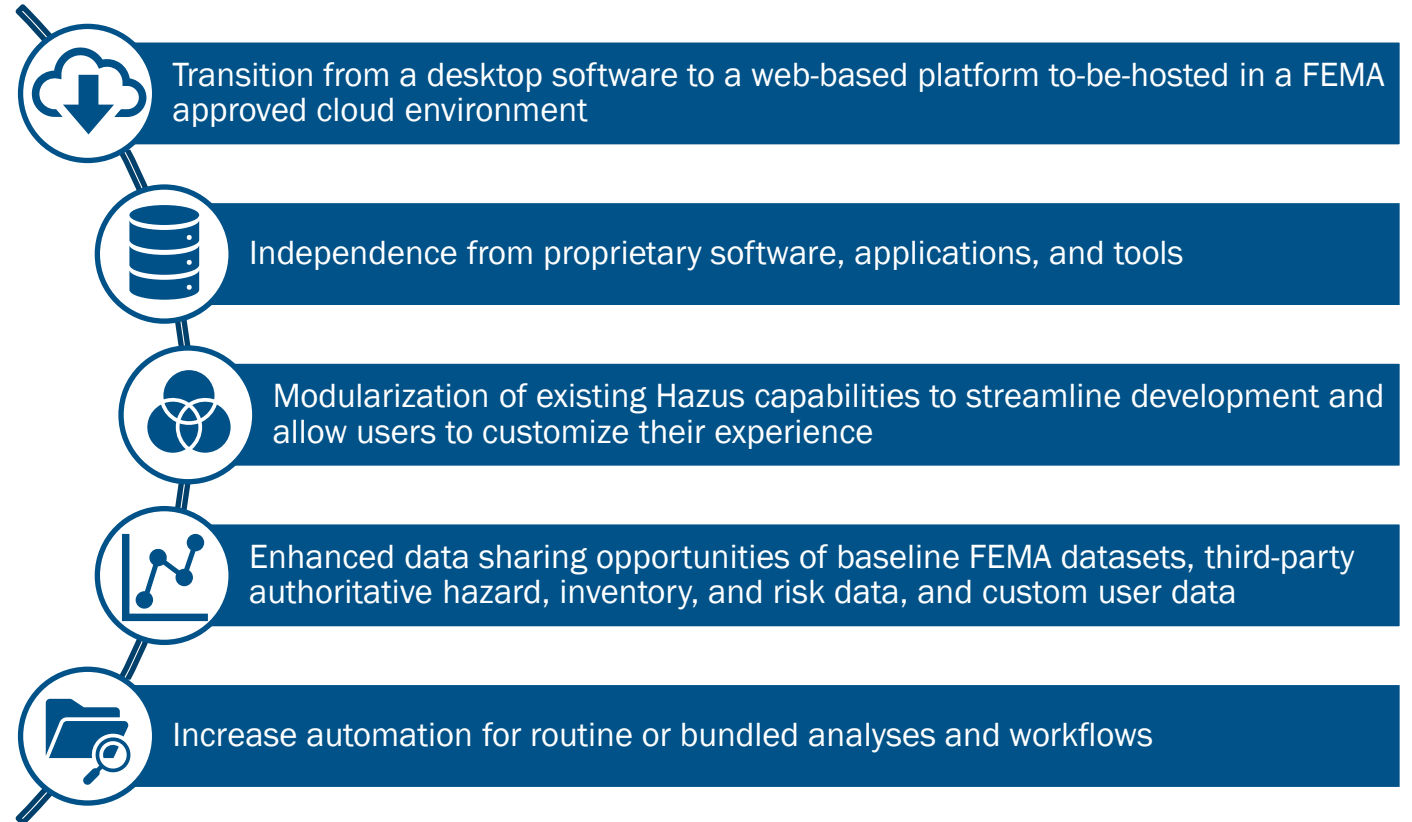 Transition from a desktop software to a web-based platform to-be-hosted in a FEMA
approved cloud environment
Independence from proprietary software, applications, and tools
Modularization of existing Hazus capabilities to streamline development and
allow users to customize their experience
Enhanced data sharing opportunities of baseline FEMA datasets, third-party
authoritative hazard, inventory, and risk data, and custom user data
Increase automation for routine or bundled analyses and workflows